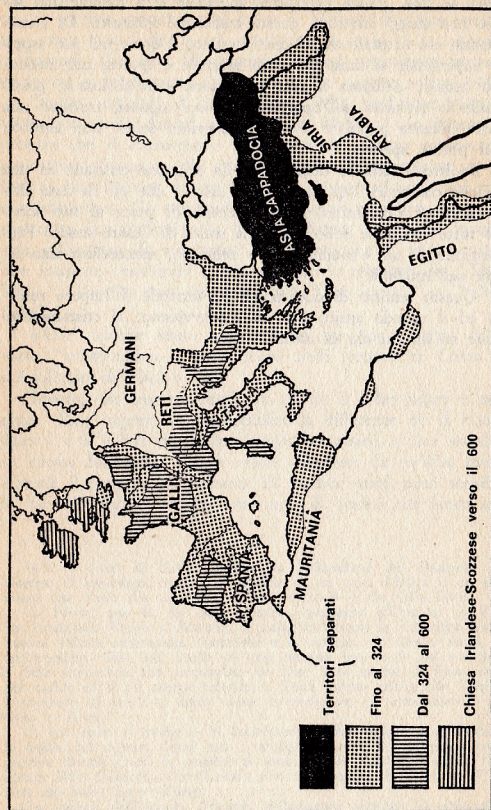 GERMANI
RETI
GALLI
ITALIA
HISPANIA
MAURITANIA
ASIA CAPPADOCIA
SIRIA
ARABIA
EGITTO
Territori separati
Fino al 324
Dal 324 al 600
Chiesa Irlandese-Scozzese verso il 600